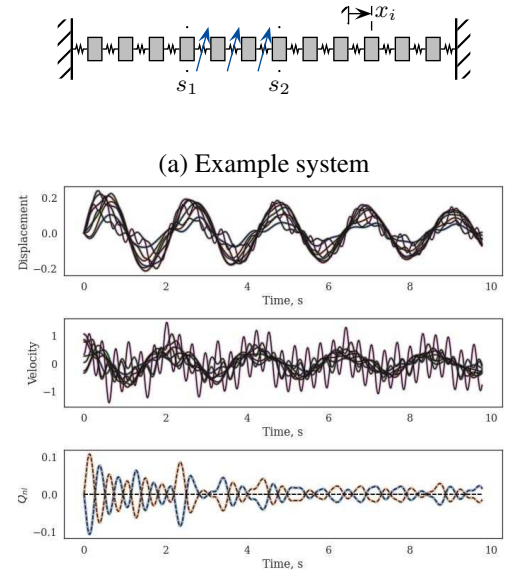 x_i
s_1 s_2
(a) Example system
Displacement
0.2
0.0
−0.2
0 2 4 6 8 10
Time, s
Velocity
1
0
−1
0 2 4 6 8 10
Time, s
Q_{nl}
0.1
0.0
−0.1
0 2 4 6 8 10
Time, s